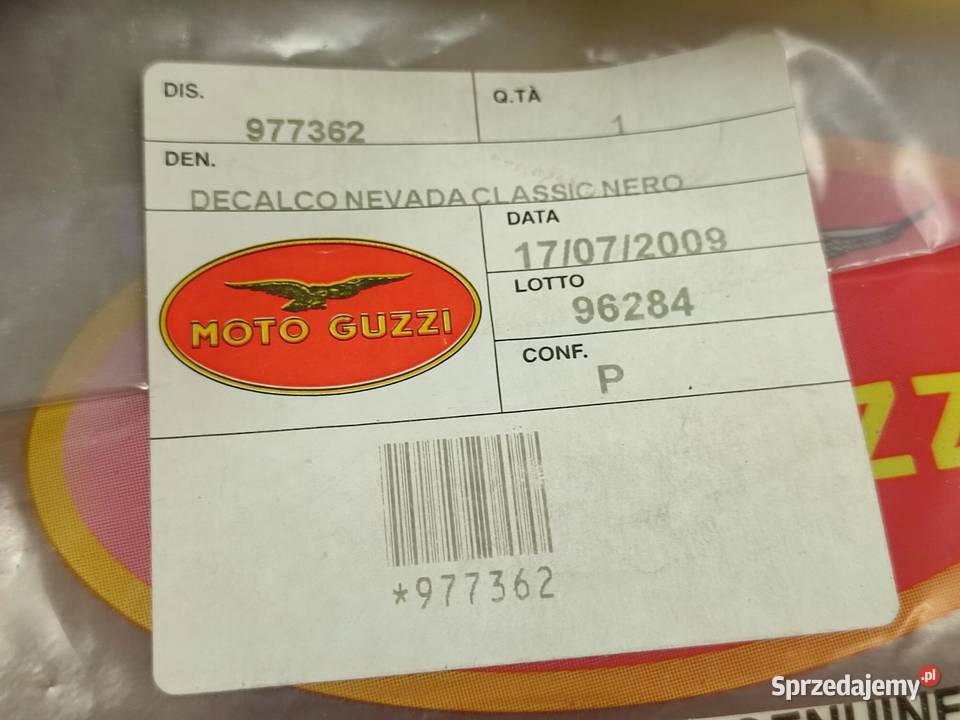 DIS.
977362
Q.TÀ
1
DEN.
DECALCO NEVADA CLASSIC NERO
MOTO GUZZI
DATA
17/07/2009
LOTTO
96284
CONF.
P
*977362
ZZ
Sprzedajemy.pl